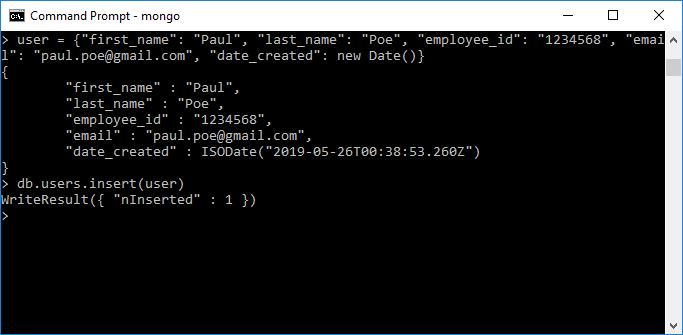 Command Prompt - mongo
> user = {"first_name": "Paul", "last_name": "Poe", "employee_id": "1234568", "emai
l": "paul.poe@gmail.com", "date_created": new Date()}
{
        "first_name" : "Paul",
        "last_name" : "Poe",
        "employee_id" : "1234568",
        "email" : "paul.poe@gmail.com",
        "date_created" : ISODate("2019-05-26T00:38:53.260Z")
}
> db.users.insert(user)
WriteResult({ "nInserted" : 1 })
>